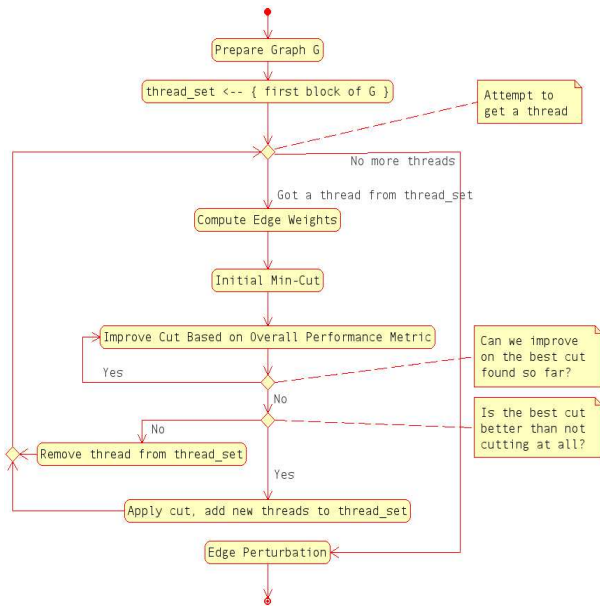 Prepare Graph G
thread_set <-- { first block of G }
Attempt to
get a thread
No more threads
Got a thread from thread_set
Compute Edge Weights
Initial Min-Cut
Improve Cut Based on Overall Performance Metric
Can we improve
on the best cut
found so far?
Yes
No
Is the best cut
better than not
cutting at all?
No
Remove thread from thread_set
Yes
Apply cut, add new threads to thread_set
Edge Perturbation